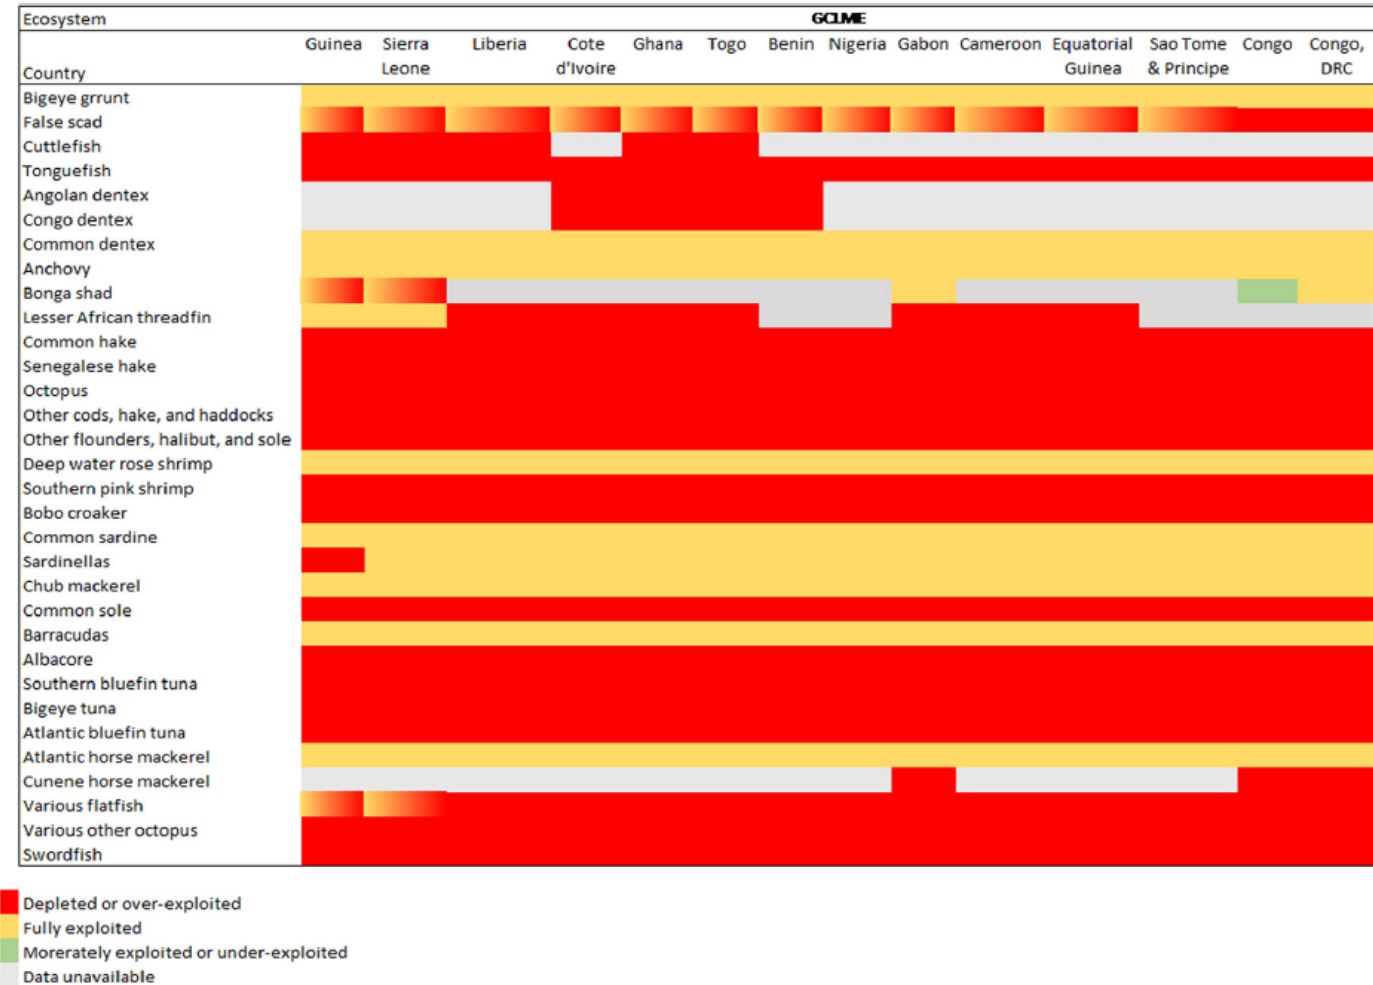 Ecosystem GCLME
Guinea Sierra Liberia Cote Ghana Togo Benin Nigeria Gabon Cameroon Equatorial Sao Tome Congo Congo,
Country Leone d'Ivoire Guinea & Principe DRC
Bigeye grrunt
False scad
Cuttlefish
Tonguefish
Angolan dentex
Congo dentex
Common dentex
Anchovy
Bonga shad
Lesser African threadfin
Common hake
Senegalese hake
Octopus
Other cods, hake, and haddocks
Other flounders, halibut, and sole
Deep water rose shrimp
Southern pink shrimp
Bobo croaker
Common sardine
Sardinellas
Chub mackerel
Common sole
Barracudas
Albacore
Southern bluefin tuna
Bigeye tuna
Atlantic bluefin tuna
Atlantic horse mackerel
Cunene horse mackerel
Various flatfish
Various other octopus
Swordfish
Depleted or over-exploited
Fully exploited
Morerately exploited or under-exploited
Data unavailable